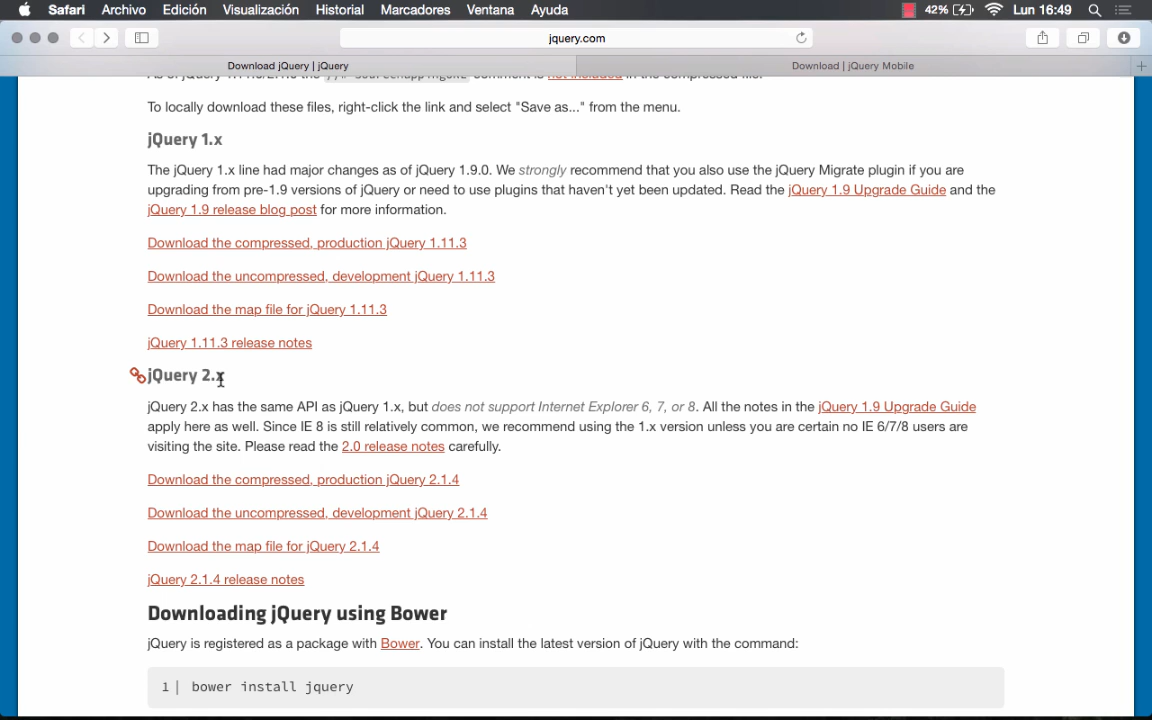 Safari Archivo Edición Visualización Historial Marcadores Ventana Ayuda 42% Lun 16:49
jquery.com
Download jQuery | jQuery Download | jQuery Mobile
comment is not included in the compressed file.
To locally download these files, right-click the link and select "Save as..." from the menu.
jQuery 1.x
The jQuery 1.x line had major changes as of jQuery 1.9.0. We strongly recommend that you also use the jQuery Migrate plugin if you are
upgrading from pre-1.9 versions of jQuery or need to use plugins that haven't yet been updated. Read the jQuery 1.9 Upgrade Guide and the
jQuery 1.9 release blog post for more information.
Download the compressed, production jQuery 1.11.3
Download the uncompressed, development jQuery 1.11.3
Download the map file for jQuery 1.11.3
jQuery 1.11.3 release notes
jQuery 2.x
jQuery 2.x has the same API as jQuery 1.x, but does not support Internet Explorer 6, 7, or 8. All the notes in the jQuery 1.9 Upgrade Guide
apply here as well. Since IE 8 is still relatively common, we recommend using the 1.x version unless you are certain no IE 6/7/8 users are
visiting the site. Please read the 2.0 release notes carefully.
Download the compressed, production jQuery 2.1.4
Download the uncompressed, development jQuery 2.1.4
Download the map file for jQuery 2.1.4
jQuery 2.1.4 release notes
Downloading jQuery using Bower
jQuery is registered as a package with Bower. You can install the latest version of jQuery with the command:
1 bower install jquery